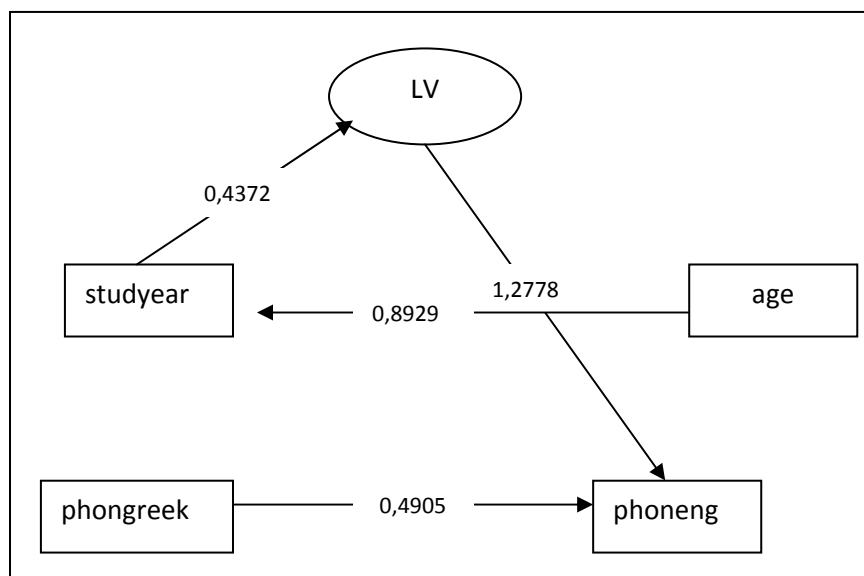 LV
0,4372
studyear
1,2778
age
0,8929
phongreek
0,4905
phoneng